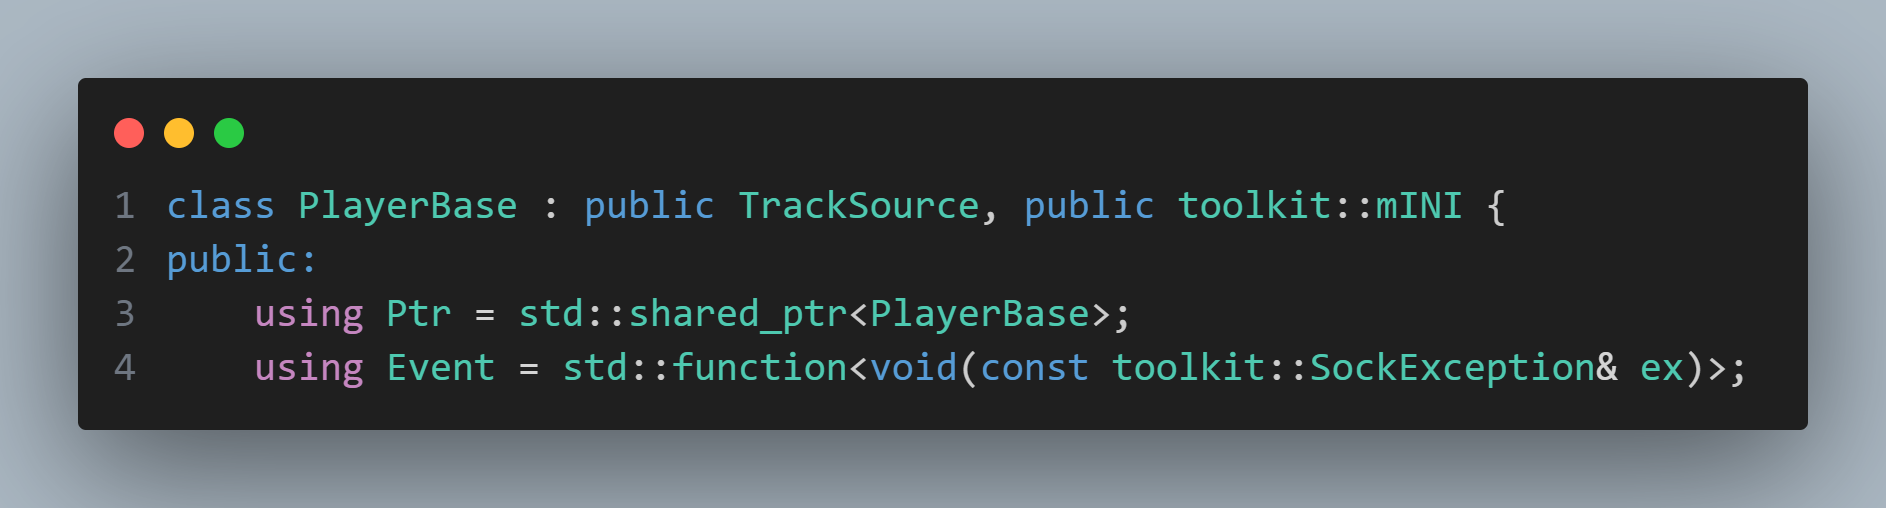 1 class PlayerBase : public TrackSource, public toolkit::mINI {
2 public:
3     using Ptr = std::shared_ptr<PlayerBase>;
4     using Event = std::function<void(const toolkit::SockException& ex)>;